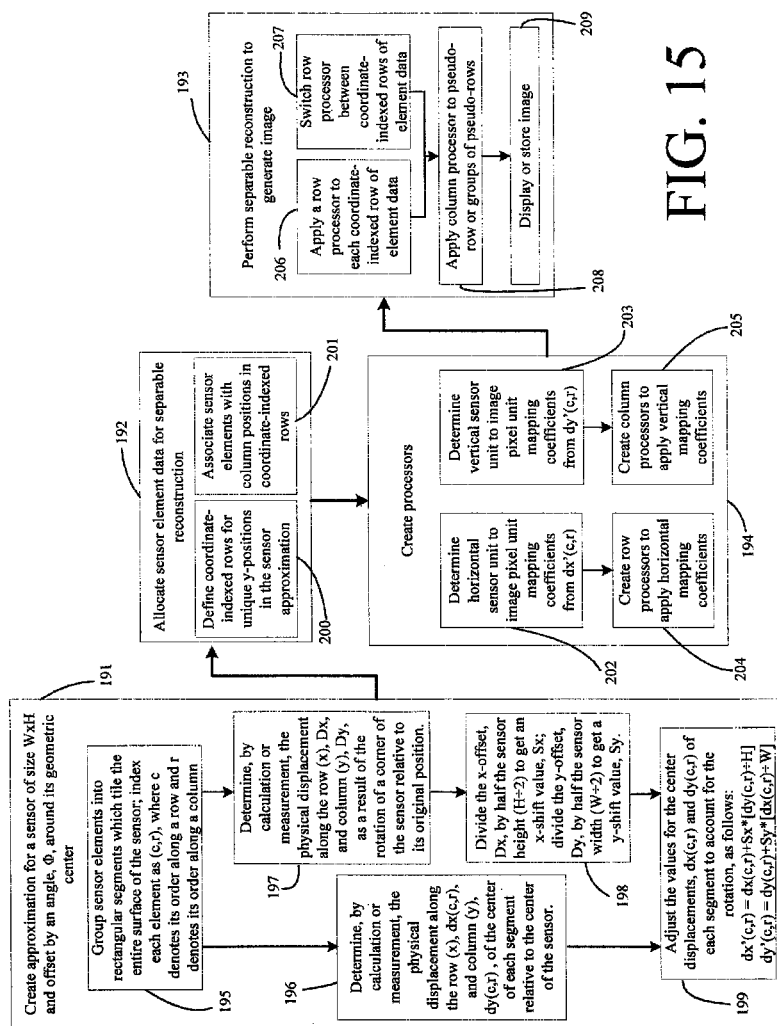 191
Create approximation for a sensor of size WxH
and offset by an angle, Φ, around its geometric
center
Group sensor elements into
rectangular segments which tile the
entire surface of the sensor; index
each element as (c,r), where c
denotes its order along a row and r
denotes its order along a column
195
196
Determine, by
calculation or
measurement, the
physical
displacement along
the row (x), dx(c,r),
and column (y),
dy(c,r) , of the center
of each segment
relative to the center
of the sensor.
Determine, by
calculation or
measurement, the
physical displacement
along the row (x), Dx,
and column (y), Dy,
as a result of the
rotation of a corner of
the sensor relative to
its original position.
197
Divide the x-offset,
Dx, by half the sensor
height (H÷2) to get an
x-shift value, Sx;
divide the y-offset,
Dy, by half the sensor
width (W÷2) to get a
y-shift value, Sy.
198
Adjust the values for the center
displacements, dx(c,r) and dy(c,r) of
each segment to account for the
rotation, as follows:
dx'(c,r) = dx(c,r)+Sx*[dy(c,r)÷H]
dy'(c,r) = dy(c,r)+Sy*[dx(c,r)÷W]
199
192
Allocate sensor element data for separable
reconstruction
Define coordinate-
indexed rows for
unique y-positions
in the sensor
approximation
200
Associate sensor
elements with
column positions in
coordinate-indexed
rows
201
Create processors
Determine
horizontal
sensor unit to
image pixel unit
mapping
coefficients
from dx'(c,r)
202
Determine
vertical sensor
unit to image
pixel unit
mapping
coefficients
from dy'(c,r)
203
Create row
processors to
apply horizontal
mapping
coefficients
204
Create column
processors to
apply vertical
mapping
coefficients
205
194
193
Perform separable reconstruction to
generate image
206
Apply a row
processor to
each coordinate-
indexed row of
element data
207
Switch row
processor
between
coordinate-
indexed rows of
element data
Apply column processor to pseudo-
row or groups of pseudo-rows
208
Display or store image
209
FIG. 15